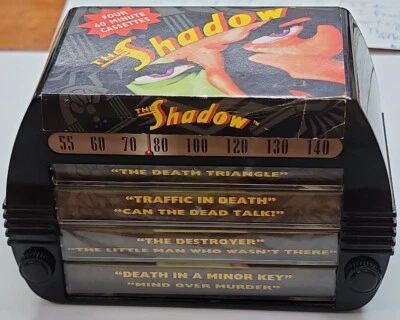 FOUR
60 MINUTE
CASSETTES
THE Shadow
THE Shadow™
55 60 70 80 100 120 130 140
"THE DEATH TRIANGLE"
"TRAFFIC IN DEATH"
"CAN THE DEAD TALK?"
"THE DESTROYER"
"THE LITTLE MAN WHO WASN'T THERE"
"DEATH IN A MINOR KEY"
"MIND OVER MURDER"